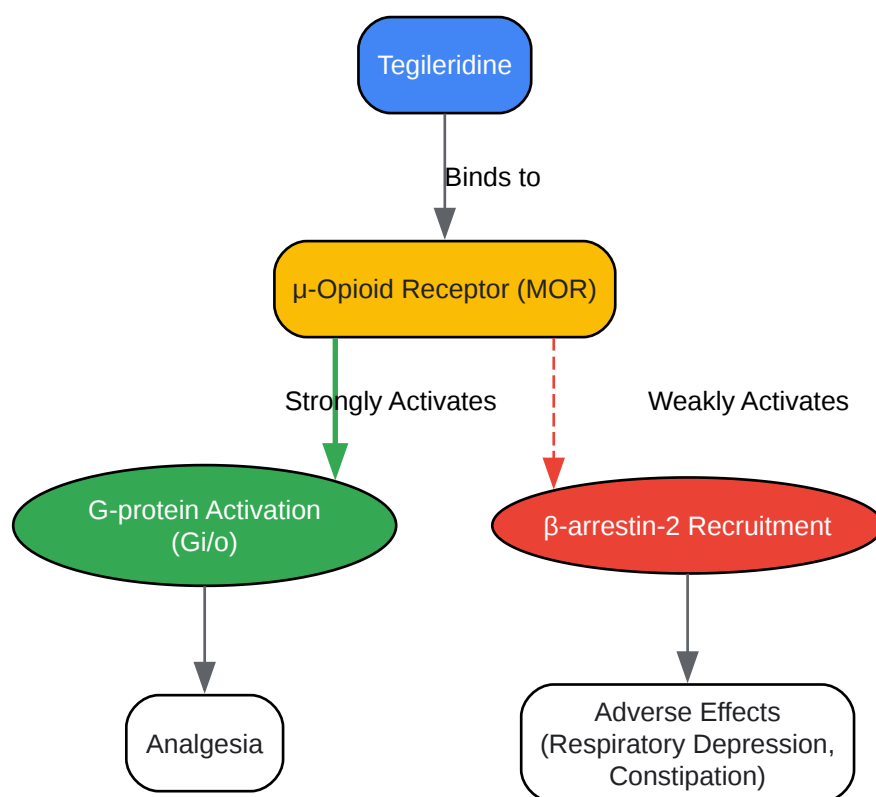 Tegileridine
Binds to
μ-Opioid Receptor (MOR)
Strongly Activates
Weakly Activates
G-protein Activation
(Gi/o)
β-arrestin-2 Recruitment
Analgesia
Adverse Effects
(Respiratory Depression,
Constipation)